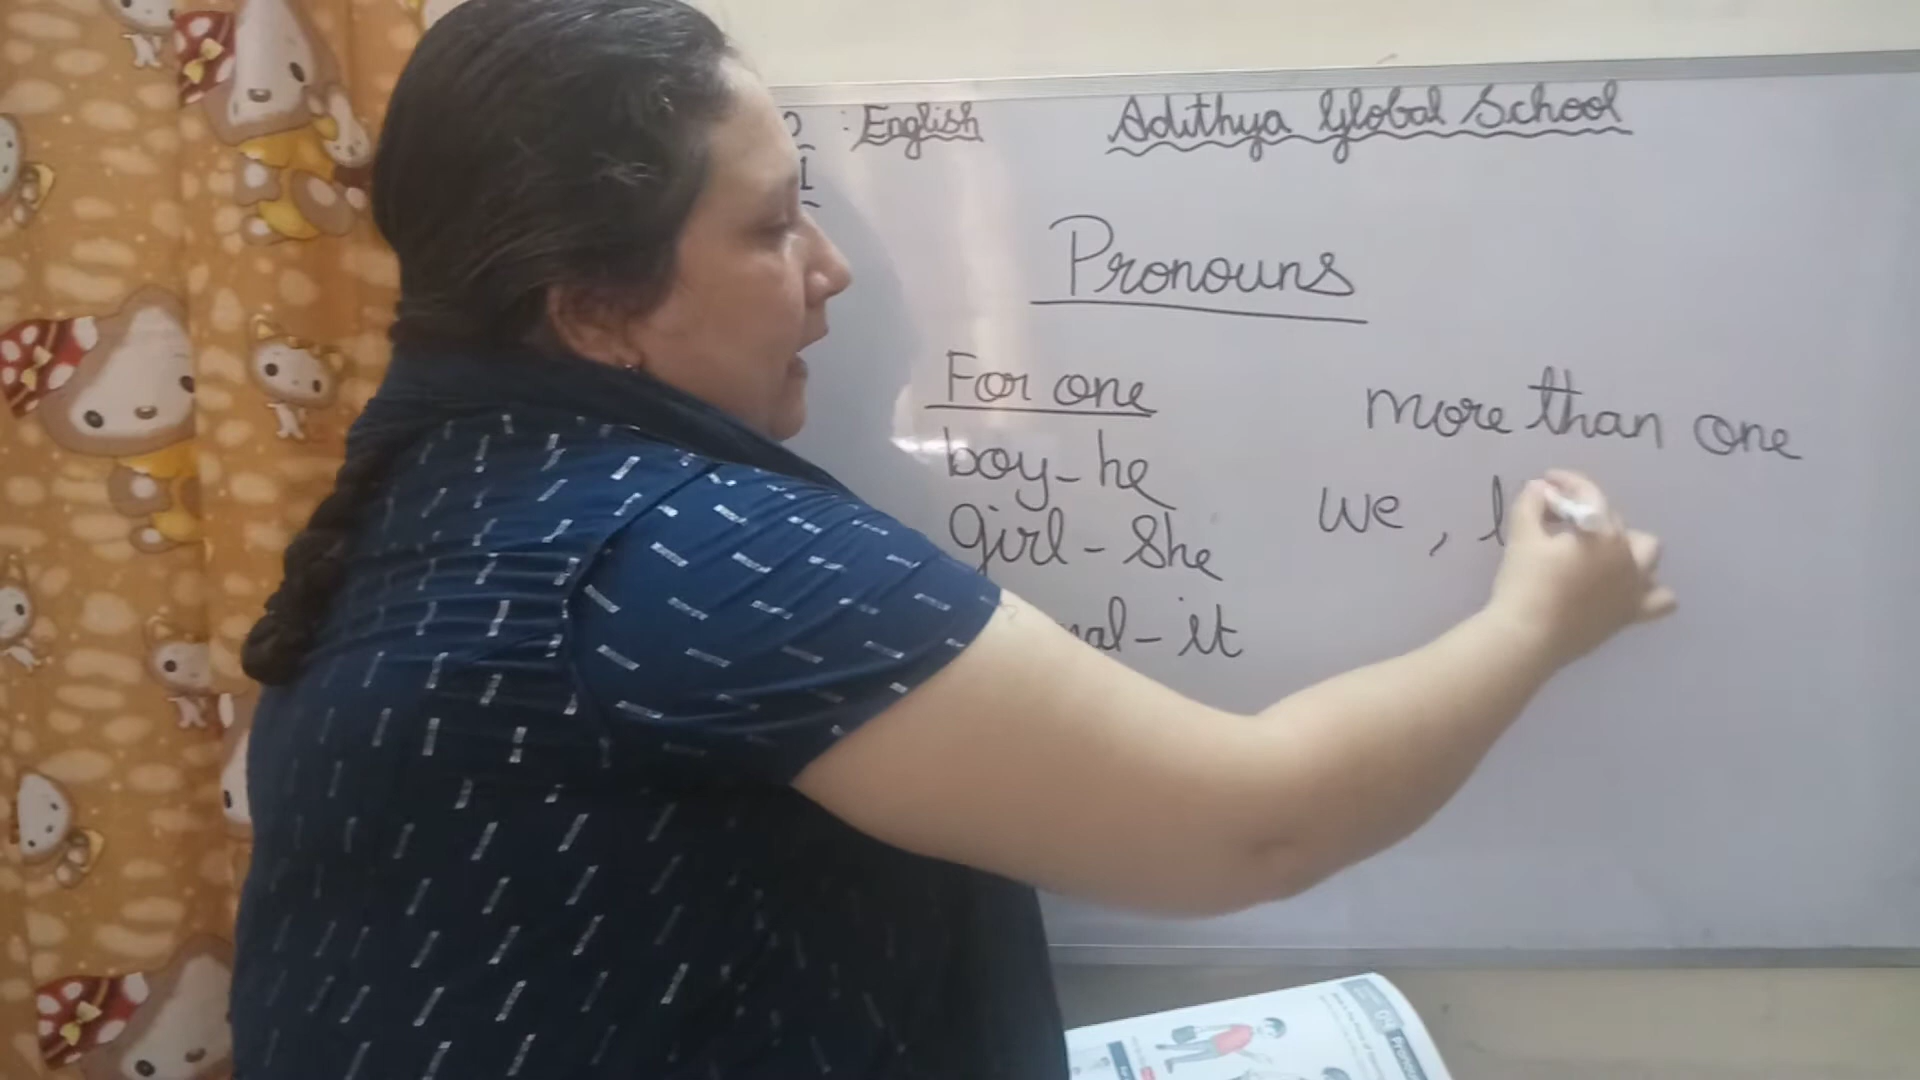 : English
Adithya Global School
Pronouns
For one
more than one
boy - he
we ,
girl - She
- it